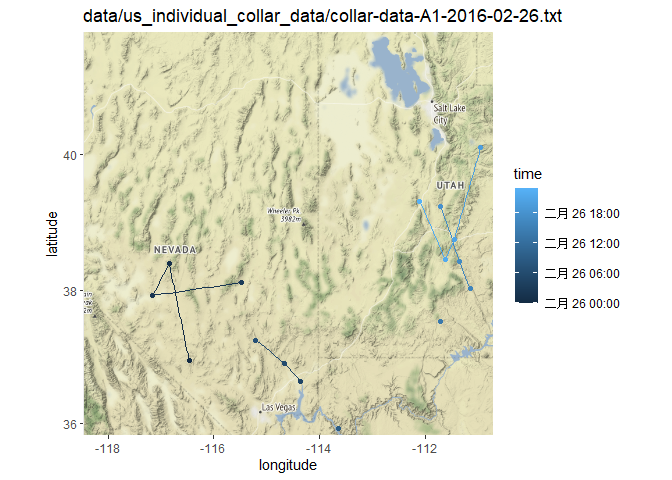 data/us_individual_collar_data/collar-data-A1-2016-02-26.txt
Salt Lake
City
40
time
UTAH
二月 26 18:00
Wheeler Pk
3982m
latitude
二月 26 12:00
NEVADA
二月 26 06:00
38
二月 26 00:00
Las Vegas
36
-118
-116
-114
-112
longitude